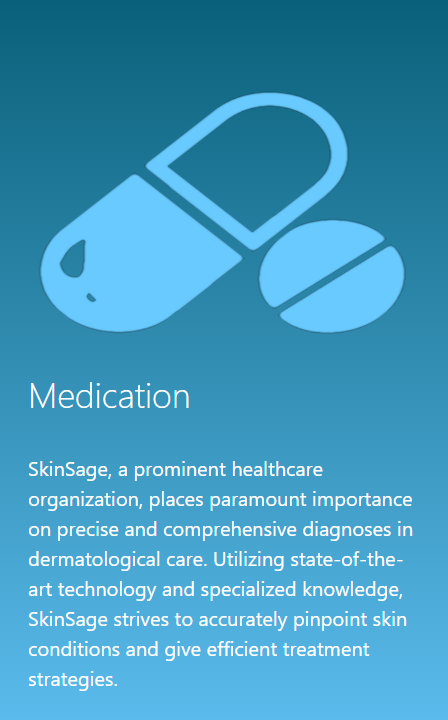 Medication
SkinSage, a prominent healthcare
organization, places paramount importance
on precise and comprehensive diagnoses in
dermatological care. Utilizing state-of-the-
art technology and specialized knowledge,
SkinSage strives to accurately pinpoint skin
conditions and give efficient treatment
strategies.